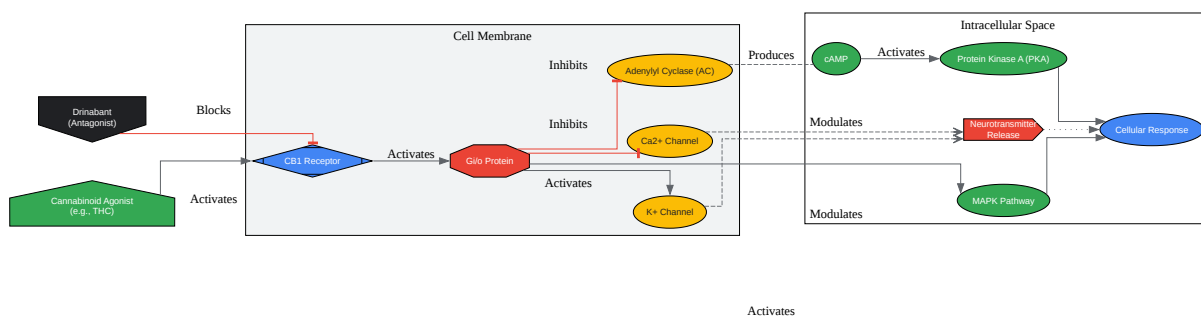 Cell Membrane
Intracellular Space
Inhibits
Adenylyl Cyclase (AC)
Produces
cAMP
Activates
Protein Kinase A (PKA)
Drinabant
(Antagonist)
Blocks
Inhibits
Ca2+ Channel
Modulates
Neurotransmitter
Release
Cellular Response
CB1 Receptor
Activates
Gi/o Protein
Activates
Cannabinoid Agonist
(e.g., THC)
Activates
K+ Channel
Modulates
MAPK Pathway
Activates